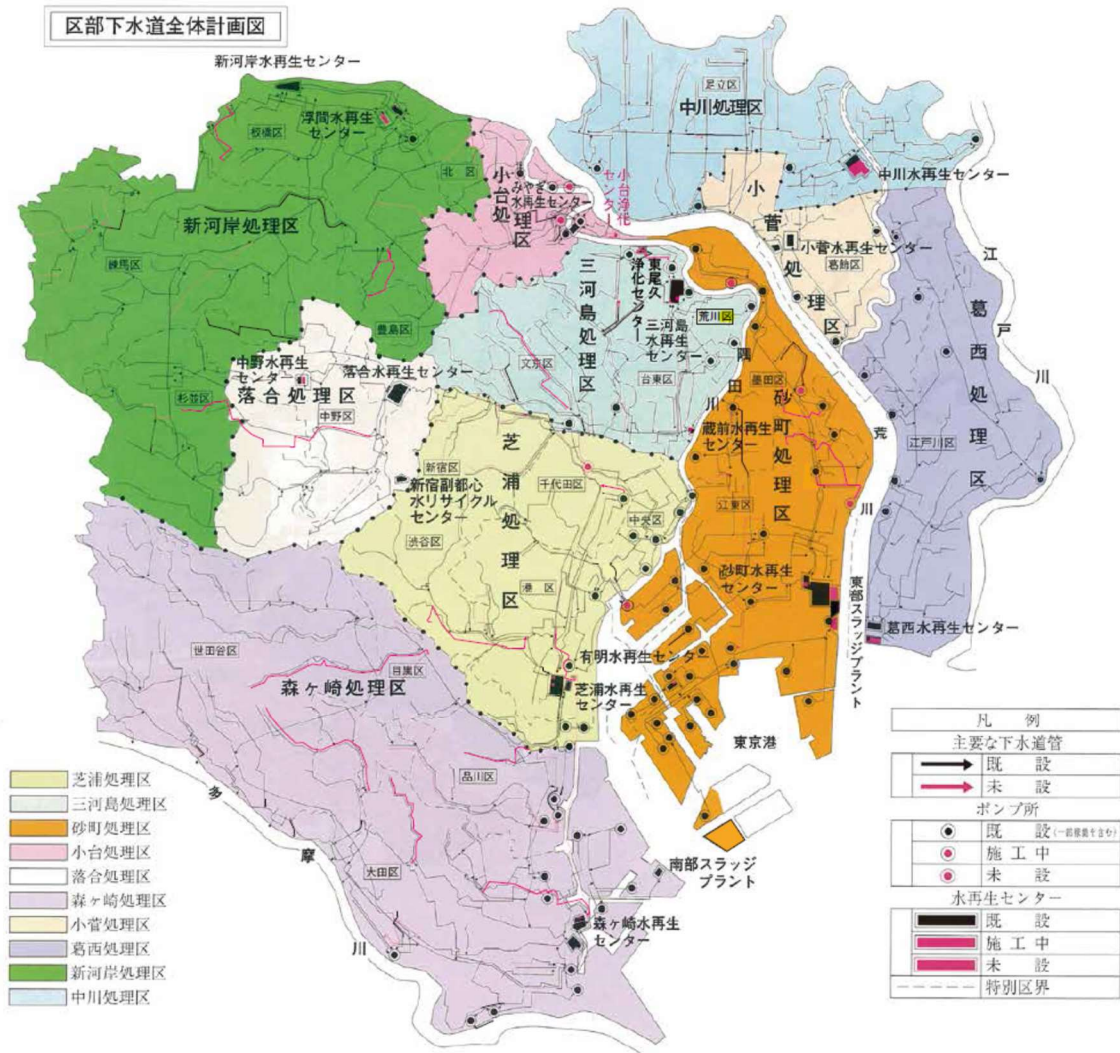 区部下水道全体計画図
新河岸水再生センター
足立区
中川処理区
板橋区
浮間水再生
センター
北区
小台処理区
みやぎ
水再生センター
小台浄化
センター
中川水再生センター
小菅処理区
小菅水再生センター
葛飾区
新河岸処理区
練馬区
豊島区
三河島処理区
東尾久
浄化センター
三河島
水再生
センター
荒川区
隅田川
江戸川
葛西処理区
中野水再生
センター
落合水再生センター
落合処理区
杉並区
中野区
文京区
台東区
墨田区
砂町処理区
蔵前水再生
センター
荒川
江戸川区
新宿区
芝浦処理区
千代田区
新宿副都心
水リサイクル
センター
中央区
江東区
渋谷区
港区
砂町水再生
センター
東部スラッジプラント
葛西水再生センター
世田谷区
目黒区
森ヶ崎処理区
有明水再生センター
芝浦水再生
センター
東京港
品川区
多摩川
大田区
南部スラッジ
プラント
森ヶ崎水再生
センター
芝浦処理区
三河島処理区
砂町処理区
小台処理区
落合処理区
森ヶ崎処理区
小菅処理区
葛西処理区
新河岸処理区
中川処理区
凡例
主要な下水道管
既設
未設
ポンプ所
既設(一部稼働を含む)
施工中
未設
水再生センター
既設
施工中
未設
特別区界